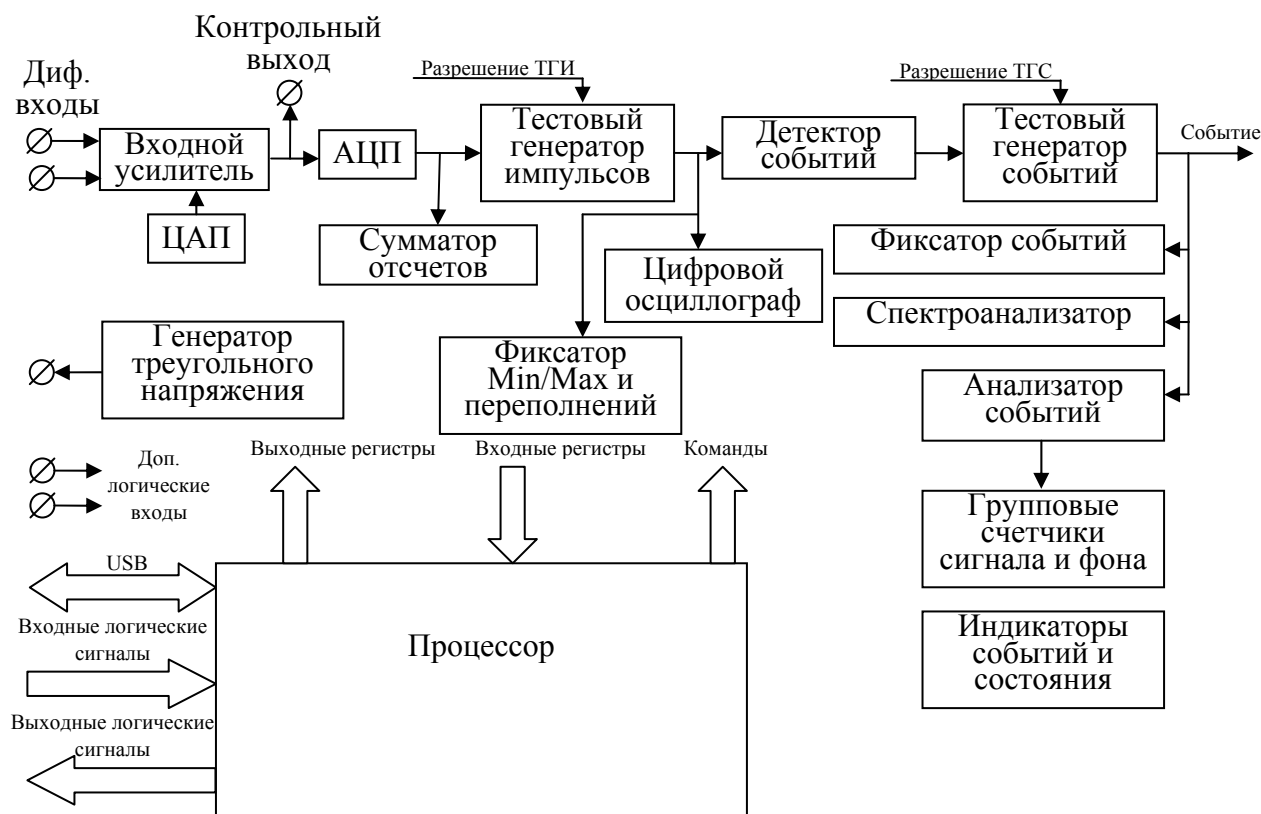 Контрольный
выход
Диф.
входы
Разрешение ТГИ
Разрешение ТГС
Входной
усилитель
АЦП
Тестовый
генератор
импульсов
Детектор
событий
Тестовый
генератор
событий
Событие
ЦАП
Сумматор
отсчетов
Цифровой
осциллограф
Фиксатор событий
Спектроанализатор
Генератор
треугольного
напряжения
Фиксатор
Min/Max и
переполнений
Анализатор
событий
Выходные регистры
Входные регистры
Команды
Доп.
логические
входы
Групповые
счетчики
сигнала и фона
USB
Входные логические
сигналы
Процессор
Индикаторы
событий и
состояния
Выходные логические
сигналы